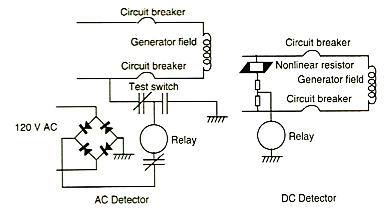 Circuit breaker
Generator field
Circuit breaker
Test switch
120 V AC
Relay
AC Detector
Circuit breaker
Nonlinear resistor
Generator field
Circuit breaker
Relay
DC Detector